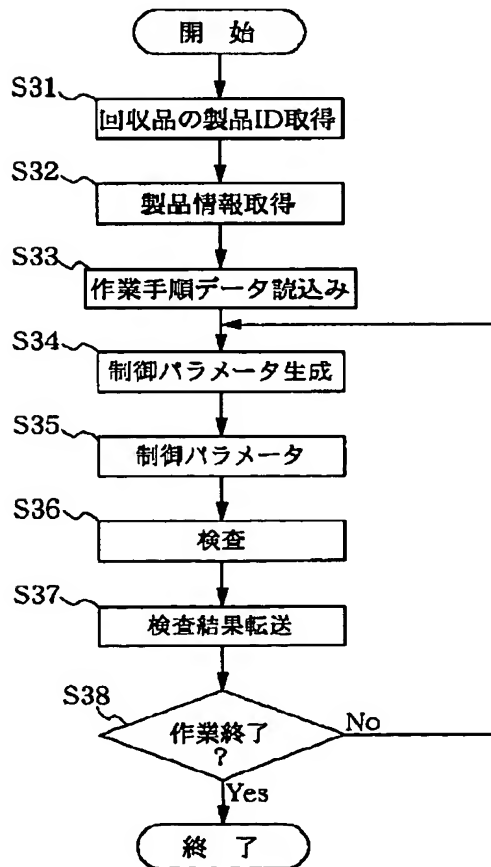 開 始
S31
回収品の製品ID取得
S32
製品情報取得
S33
作業手順データ読込み
S34
制御パラメータ生成
S35
制御パラメータ
S36
検査
S37
検査結果転送
S38
作業終了
?
No
Yes
終 了